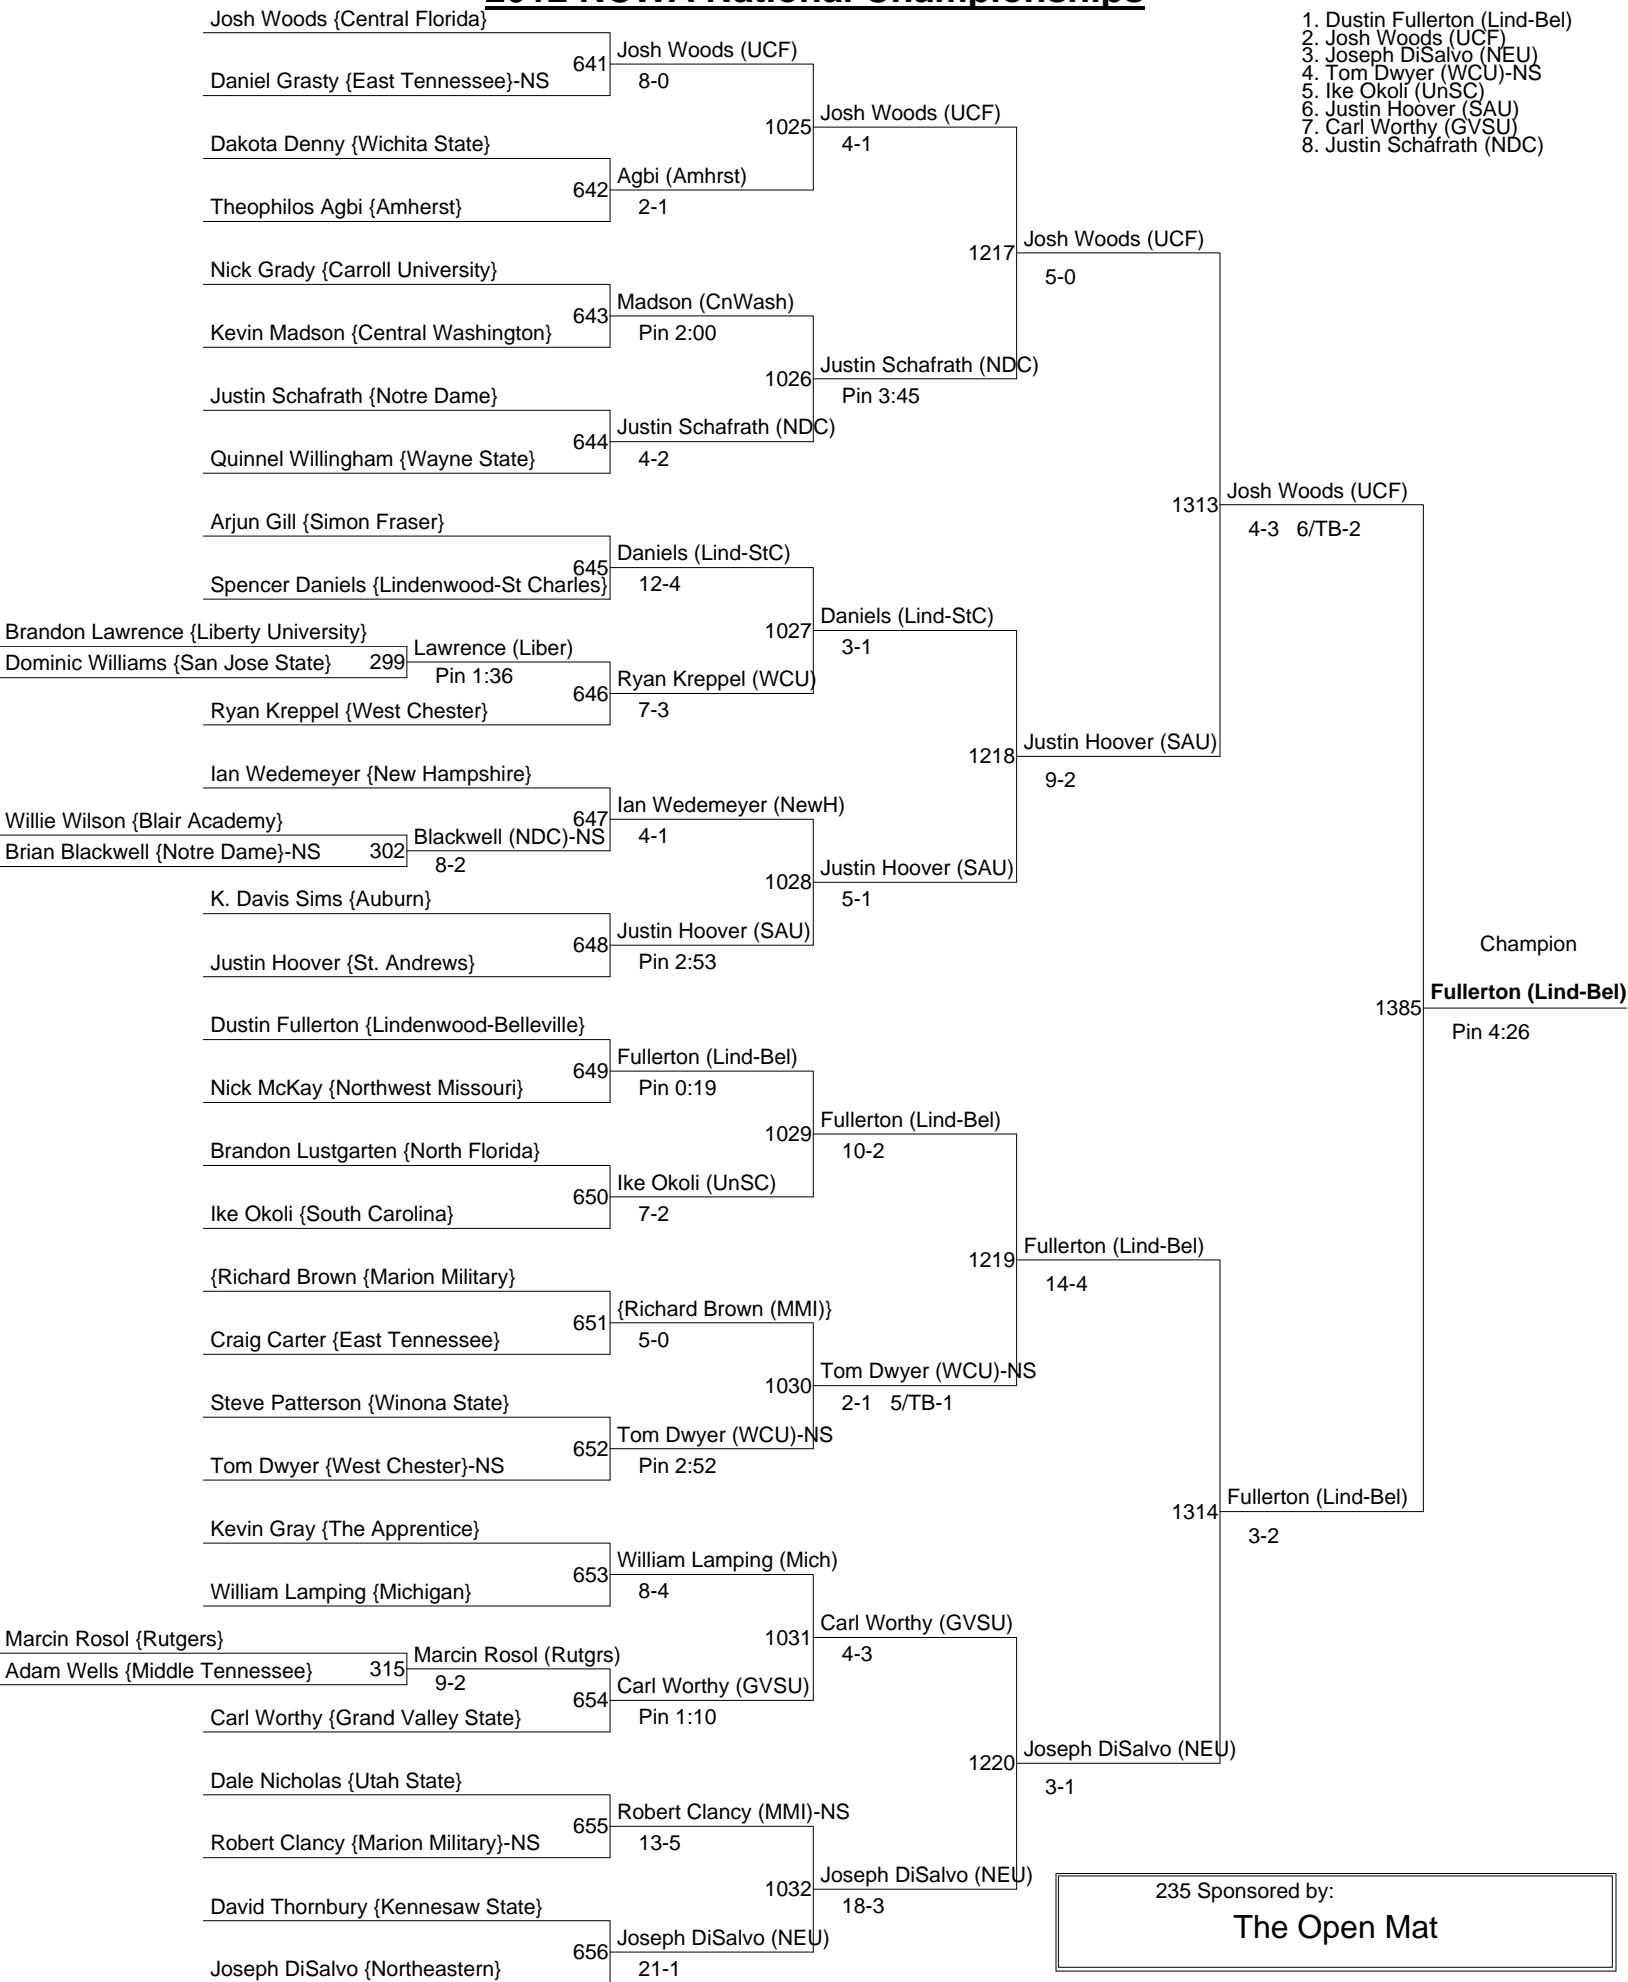 2012 NCWA National Championships
1. Dustin Fullerton (Lind-Bel)
2. Josh Woods (UCF)
3. Joseph DiSalvo (NEU)
4. Tom Dwyer (WCU)-NS
5. Ike Okoli (UnSC)
6. Justin Hoover (SAU)
7. Carl Worthy (GVSU)
8. Justin Schafrath (NDC)
Josh Woods {Central Florida}
641 Josh Woods (UCF)
Daniel Grasty {East Tennessee}-NS
8-0
1025 Josh Woods (UCF)
4-1
Dakota Denny {Wichita State}
642 Agbi (Amhrst)
Theophilos Agbi {Amherst}
2-1
1217 Josh Woods (UCF)
5-0
Nick Grady {Carroll University}
643 Madson (CnWash)
Kevin Madson {Central Washington}
Pin 2:00
1026 Justin Schafrath (NDC)
Pin 3:45
Justin Schafrath {Notre Dame}
644 Justin Schafrath (NDC)
Quinnel Willingham {Wayne State}
4-2
1313 Josh Woods (UCF)
4-3 6/TB-2
Arjun Gill {Simon Fraser}
645 Daniels (Lind-StC)
Spencer Daniels {Lindenwood-St Charles}
12-4
1027 Daniels (Lind-StC)
3-1
Brandon Lawrence {Liberty University}
Dominic Williams {San Jose State} 299
Lawrence (Liber)
Pin 1:36
646 Ryan Kreppel (WCU)
Ryan Kreppel {West Chester}
7-3
1218 Justin Hoover (SAU)
9-2
Ian Wedemeyer {New Hampshire}
647 Ian Wedemeyer (NewH)
4-1
Willie Wilson {Blair Academy}
Brian Blackwell {Notre Dame}-NS 302
Blackwell (NDC)-NS
8-2
1028 Justin Hoover (SAU)
5-1
K. Davis Sims {Auburn}
648 Justin Hoover (SAU)
Justin Hoover {St. Andrews}
Pin 2:53
Champion
1385 Fullerton (Lind-Bel)
Pin 4:26
Dustin Fullerton {Lindenwood-Belleville}
649 Fullerton (Lind-Bel)
Nick McKay {Northwest Missouri}
Pin 0:19
1029 Fullerton (Lind-Bel)
10-2
Brandon Lustgarten {North Florida}
650 Ike Okoli (UnSC)
Ike Okoli {South Carolina}
7-2
1219 Fullerton (Lind-Bel)
14-4
{Richard Brown {Marion Military}
651 {Richard Brown (MMI)}
Craig Carter {East Tennessee}
5-0
1030 Tom Dwyer (WCU)-NS
2-1 5/TB-1
Steve Patterson {Winona State}
652 Tom Dwyer (WCU)-NS
Tom Dwyer {West Chester}-NS
Pin 2:52
1314 Fullerton (Lind-Bel)
3-2
Kevin Gray {The Apprentice}
653 William Lamping (Mich)
William Lamping {Michigan}
8-4
1031 Carl Worthy (GVSU)
4-3
Marcin Rosol {Rutgers}
Adam Wells {Middle Tennessee} 315
Marcin Rosol (Rutgrs)
9-2
654 Carl Worthy (GVSU)
Carl Worthy {Grand Valley State}
Pin 1:10
1220 Joseph DiSalvo (NEU)
3-1
Dale Nicholas {Utah State}
655 Robert Clancy (MMI)-NS
Robert Clancy {Marion Military}-NS
13-5
1032 Joseph DiSalvo (NEU)
18-3
David Thornbury {Kennesaw State}
656 Joseph DiSalvo (NEU)
Joseph DiSalvo {Northeastern}
21-1
235 Sponsored by:
The Open Mat